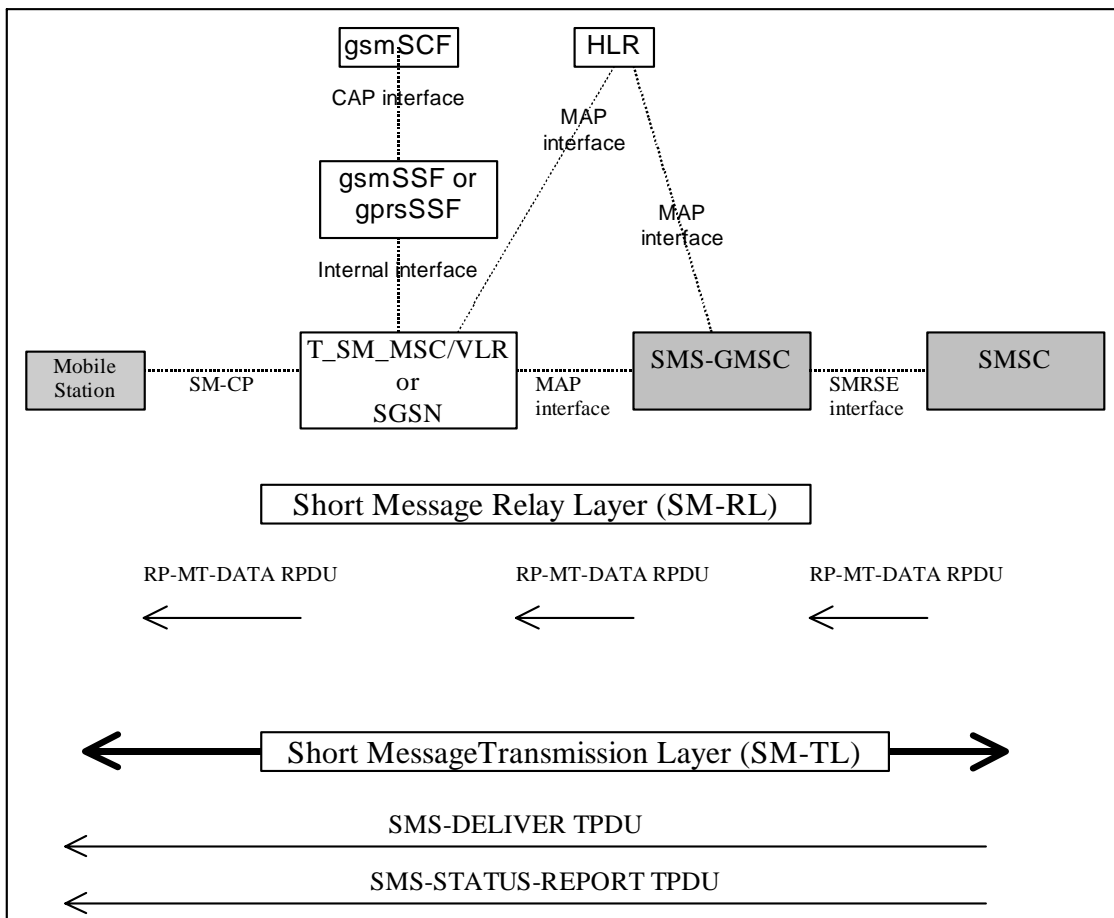 gsmSCF
HLR
CAP interface
MAP
interface
gsmSSF or
gprsSSF
MAP
interface
Internal interface
T_SM_MSC/VLR
or
SGSN
SMS-GMSC
SMSC
Mobile
Station
SM-CP
MAP
interface
SMRSE
interface
Short Message Relay Layer (SM-RL)
RP-MT-DATA RPDU
RP-MT-DATA RPDU
RP-MT-DATA RPDU
Short MessageTransmission Layer (SM-TL)
SMS-DELIVER TPDU
SMS-STATUS-REPORT TPDU